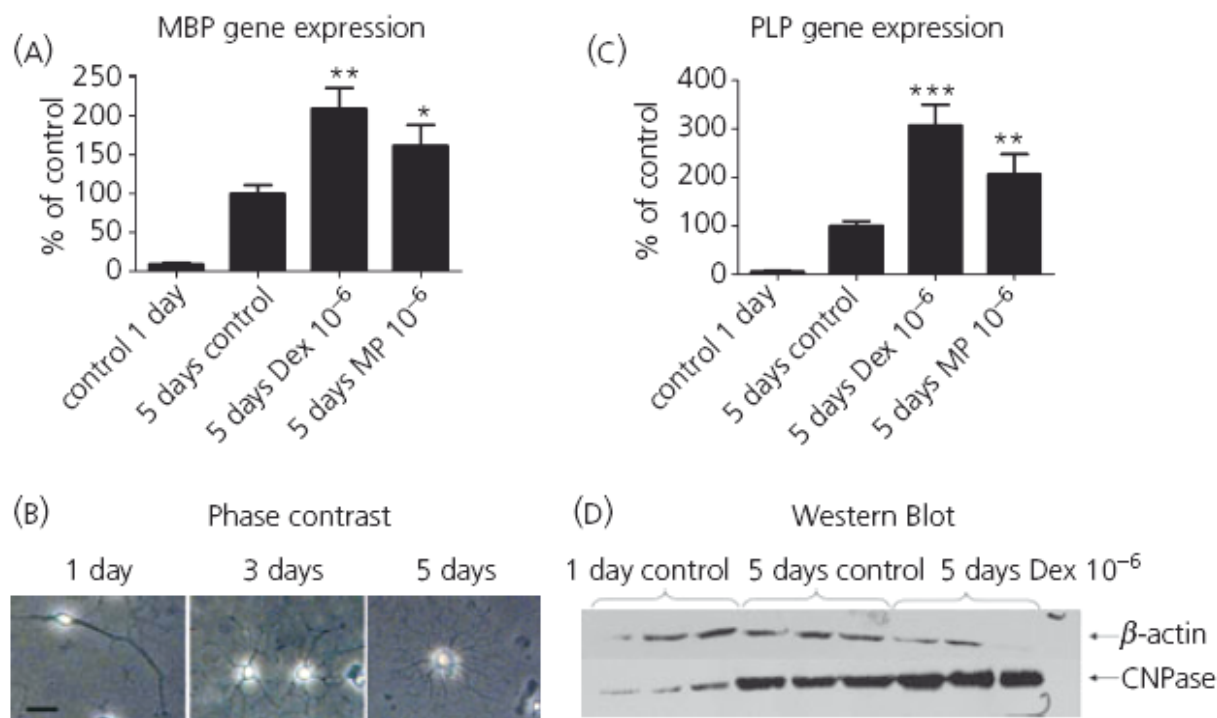 (A)
MBP gene expression
% of control
250
200
150
100
50
0
**
*
control 1 day
5 days control
5 days Dex 10⁻⁶
5 days MP 10⁻⁶
(C)
PLP gene expression
% of control
400
300
200
100
0
***
**
control 1 day
5 days control
5 days Dex 10⁻⁶
5 days MP 10⁻⁶
(B)
Phase contrast
1 day 3 days 5 days
(D)
Western Blot
1 day control 5 days control 5 days Dex 10⁻⁶
β-actin
CNPase